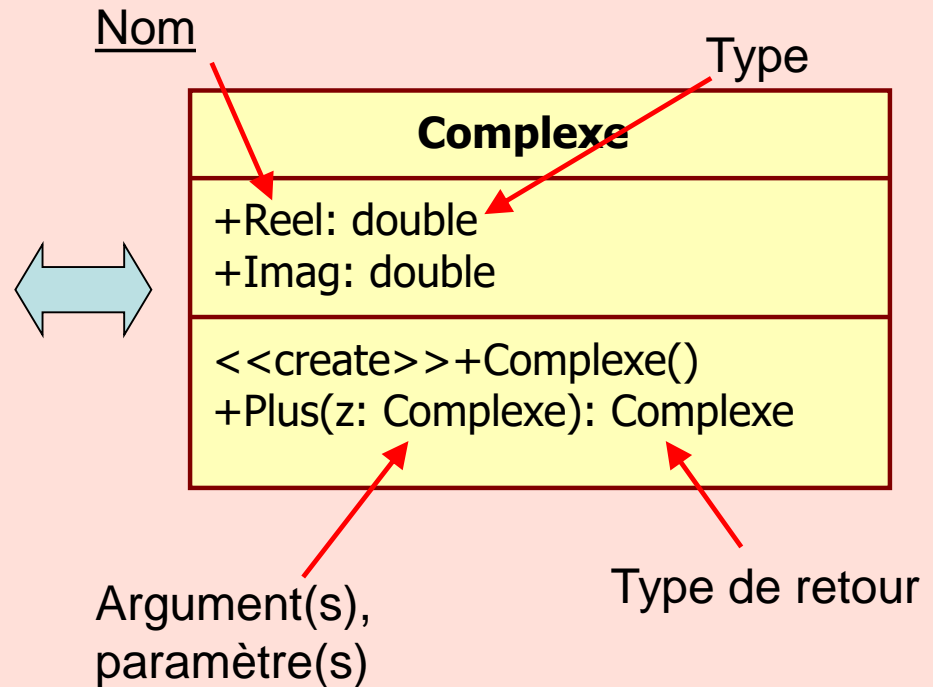 Nom
Type
Complexe
+Reel: double
+Imag: double
<<create>>+Complexe()
+Plus(z: Complexe): Complexe
Argument(s),
paramètre(s)
Type de retour